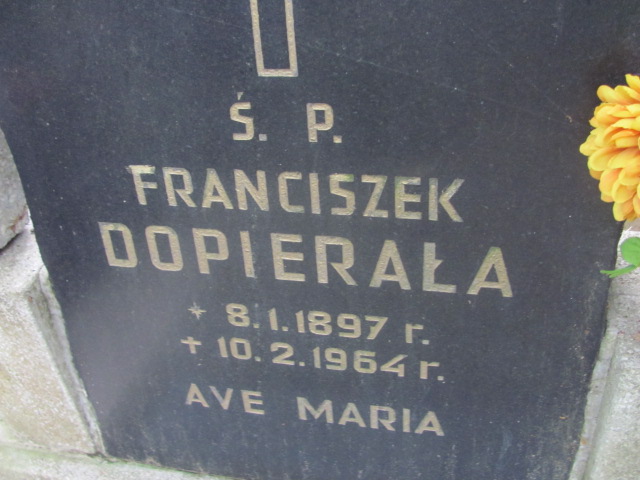 Ś. P.
FRANCISZEK
DOPIERAŁA
* 8.1.1897 r.
+ 10.2.1964 r.
AVE MARIA